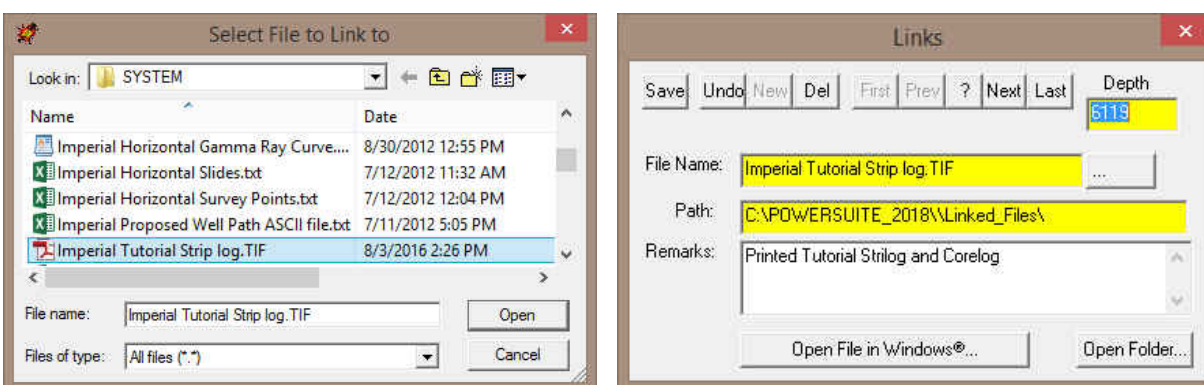 Select File to Link to
Look in: SYSTEM
Name Date
Imperial Horizontal Gamma Ray Curve.... 8/30/2012 12:55 PM
Imperial Horizontal Slides.txt 7/12/2012 11:32 AM
Imperial Horizontal Survey Points.txt 7/12/2012 12:04 PM
Imperial Proposed Well Path ASCII file.txt 7/11/2012 5:05 PM
Imperial Tutorial Strip log.TIF 8/3/2016 2:26 PM
File name: Imperial Tutorial Strip log.TIF Open
Files of type: All files (*.*) Cancel
Links
Save Undo New Del First Prev ? Next Last Depth
6119
File Name: Imperial Tutorial Strip log.TIF ...
Path: C:\POWERSUITE_2018\\Linked_Files\
Remarks: Printed Tutorial Strilog and Corelog
Open File in Windows®... Open Folder...